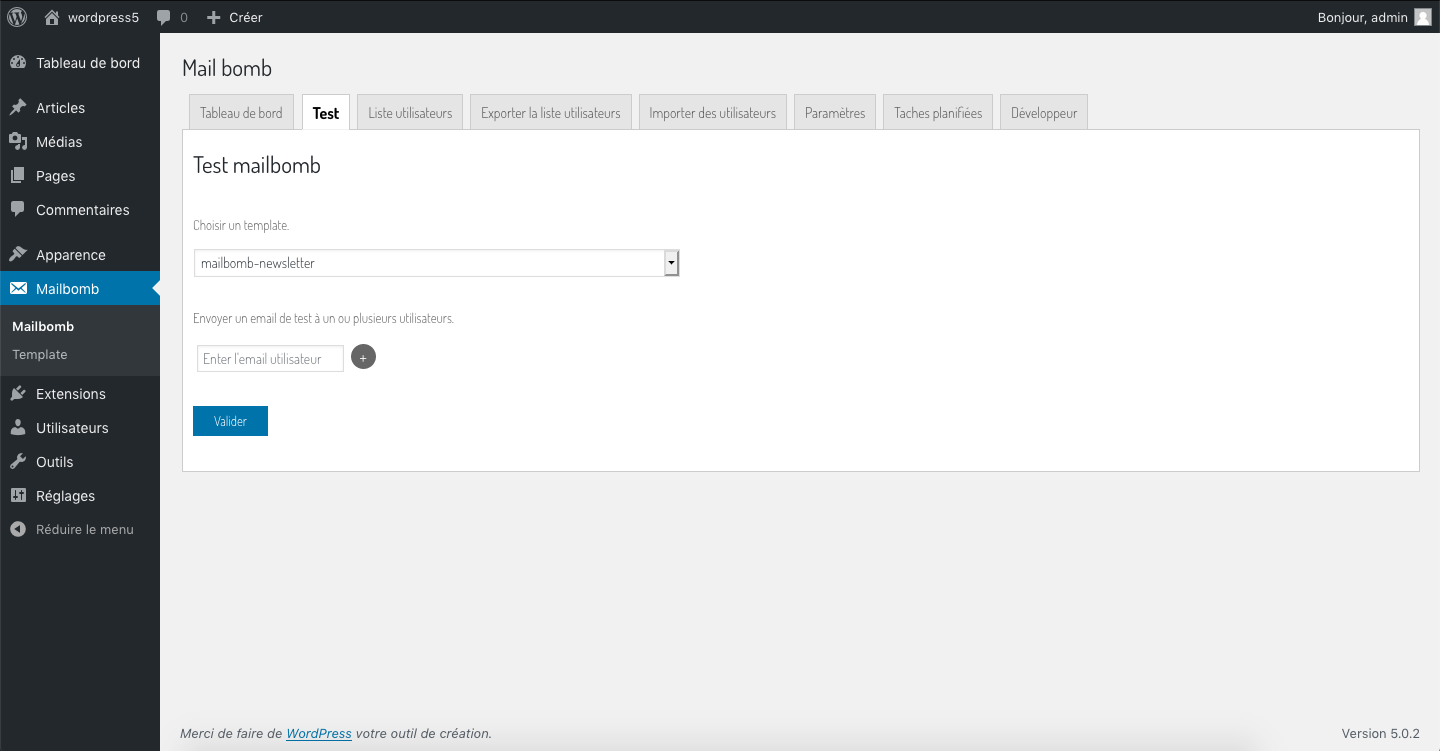 wordpress5 0 + Créer Bonjour, admin
Tableau de bord
Articles
Médias
Pages
Commentaires
Apparence
Mailbomb
Mailbomb
Template
Extensions
Utilisateurs
Outils
Réglages
Réduire le menu
Mail bomb
Tableau de bord Test Liste utilisateurs Exporter la liste utilisateurs Importer des utilisateurs Paramètres Taches planifiées Développeur
Test mailbomb
Choisir un template.
mailbomb-newsletter
Envoyer un email de test à un ou plusieurs utilisateurs.
Enter l'email utilisateur +
Valider
Merci de faire de WordPress votre outil de création. Version 5.0.2